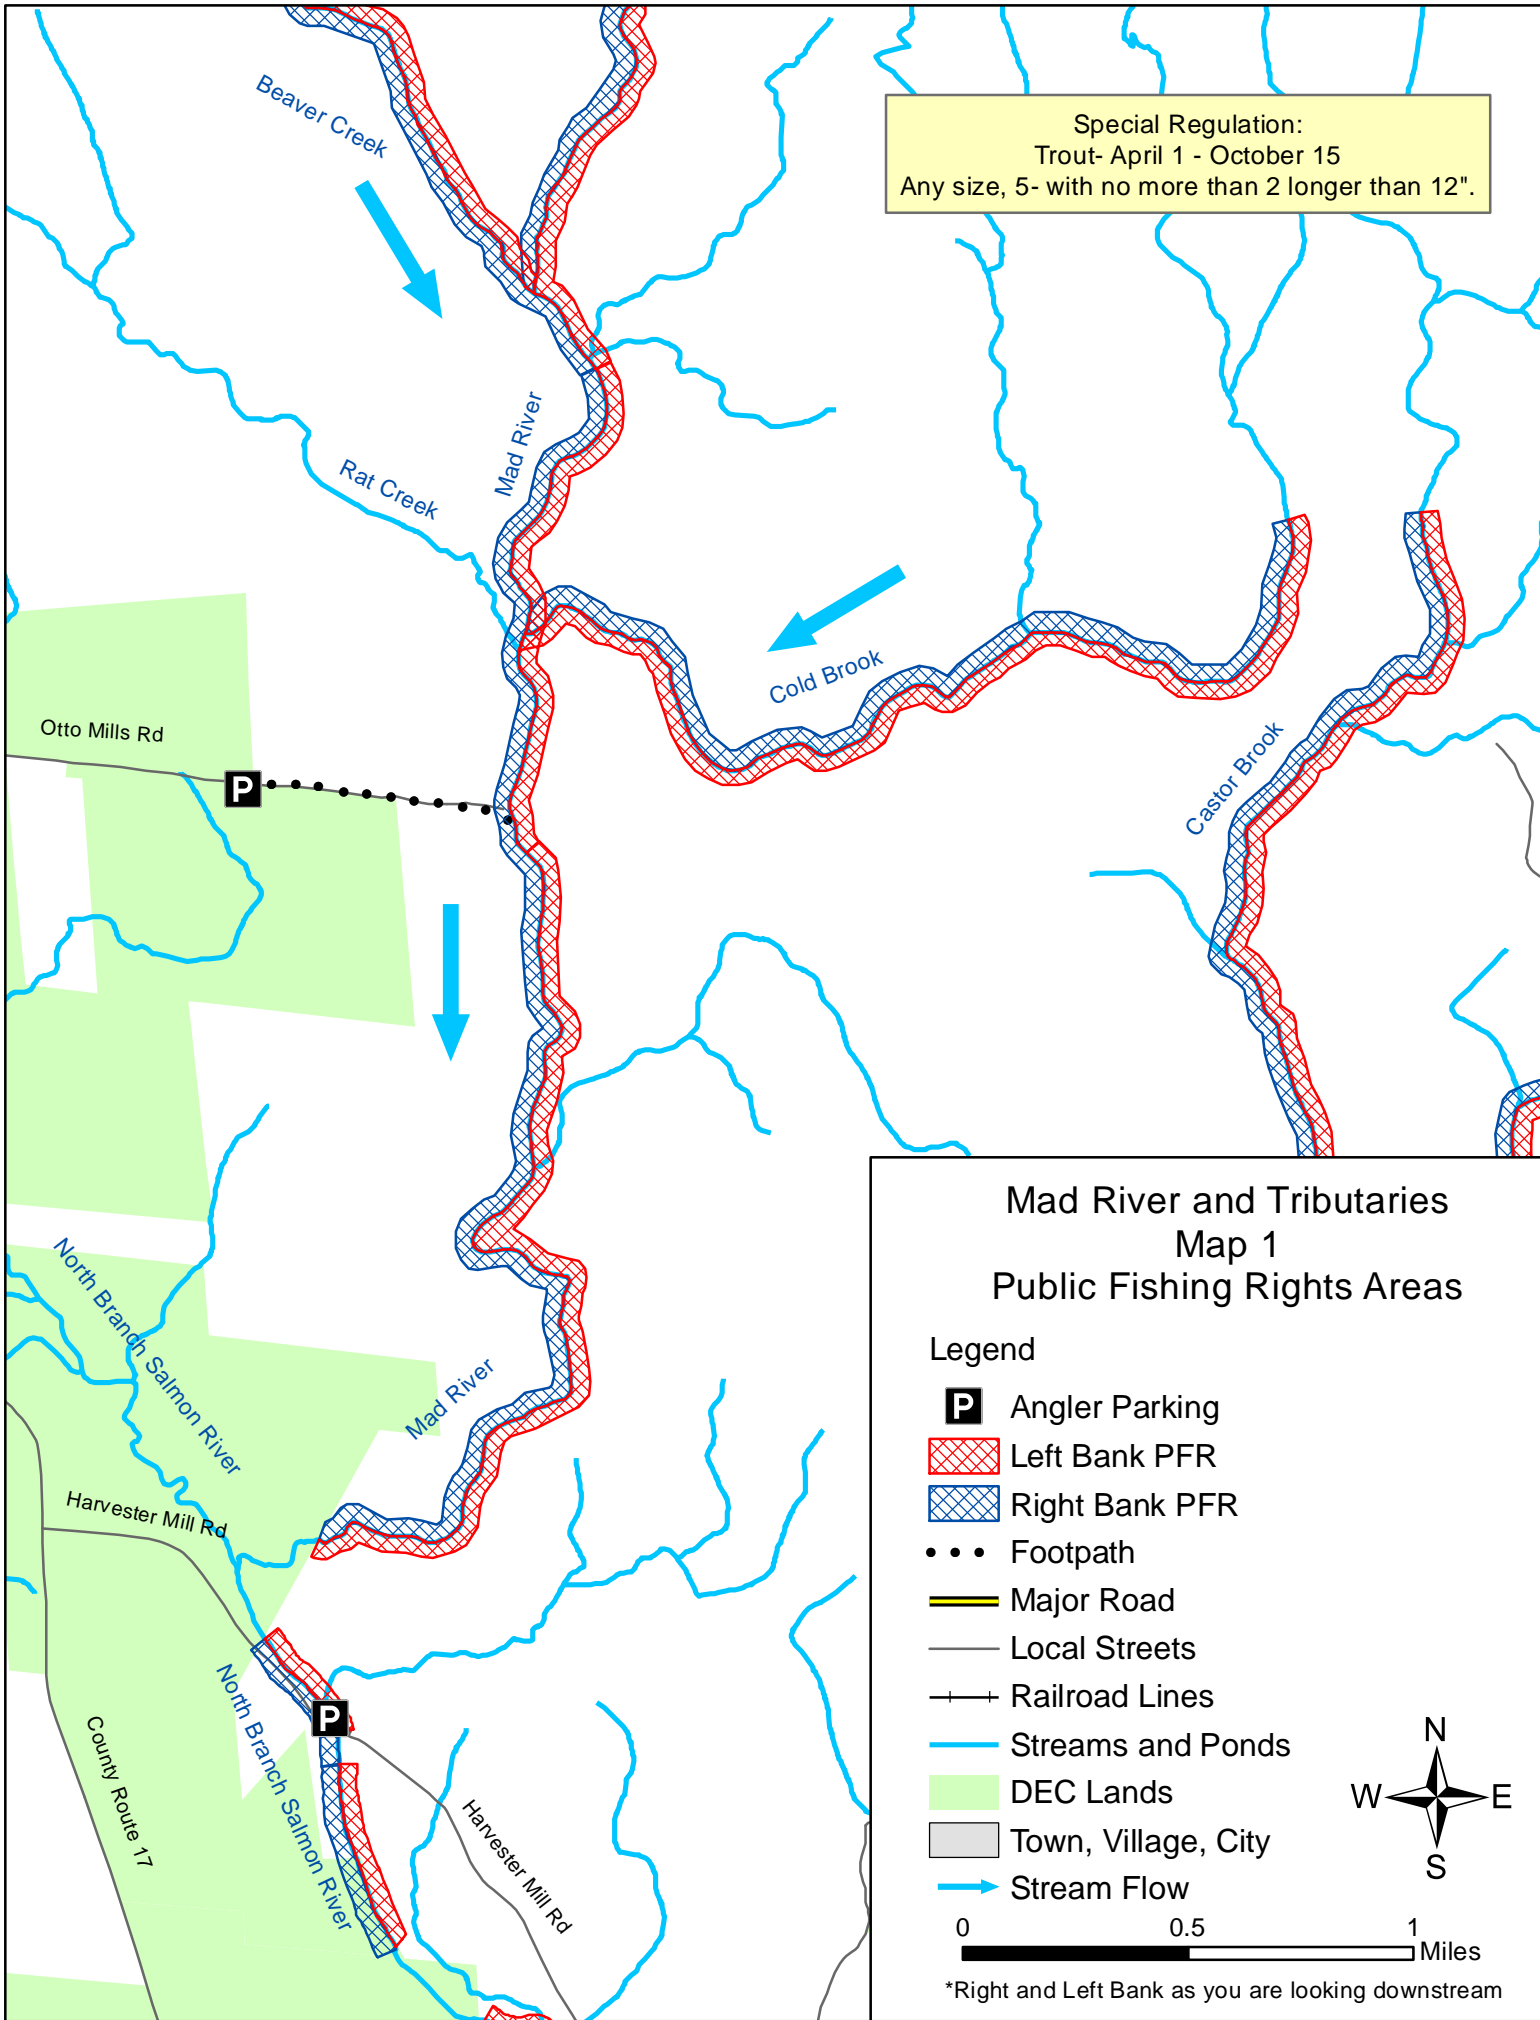 Beaver Creek
Special Regulation:
Trout- April 1 - October 15
Any size, 5- with no more than 2 longer than 12".
Mad River
Rat Creek
Cold Brook
Otto Mills Rd
P
Castor Brook
North Branch Salmon River
Mad River
Harvester Mill Rd
P
North Branch Salmon River
County Route 17
Harvester Mill Rd
Mad River and Tributaries
Map 1
Public Fishing Rights Areas
Legend
P Angler Parking
Left Bank PFR
Right Bank PFR
Footpath
Major Road
Local Streets
Railroad Lines
Streams and Ponds
DEC Lands
Town, Village, City
Stream Flow
N
W E
S
0 0.5 1
Miles
*Right and Left Bank as you are looking downstream